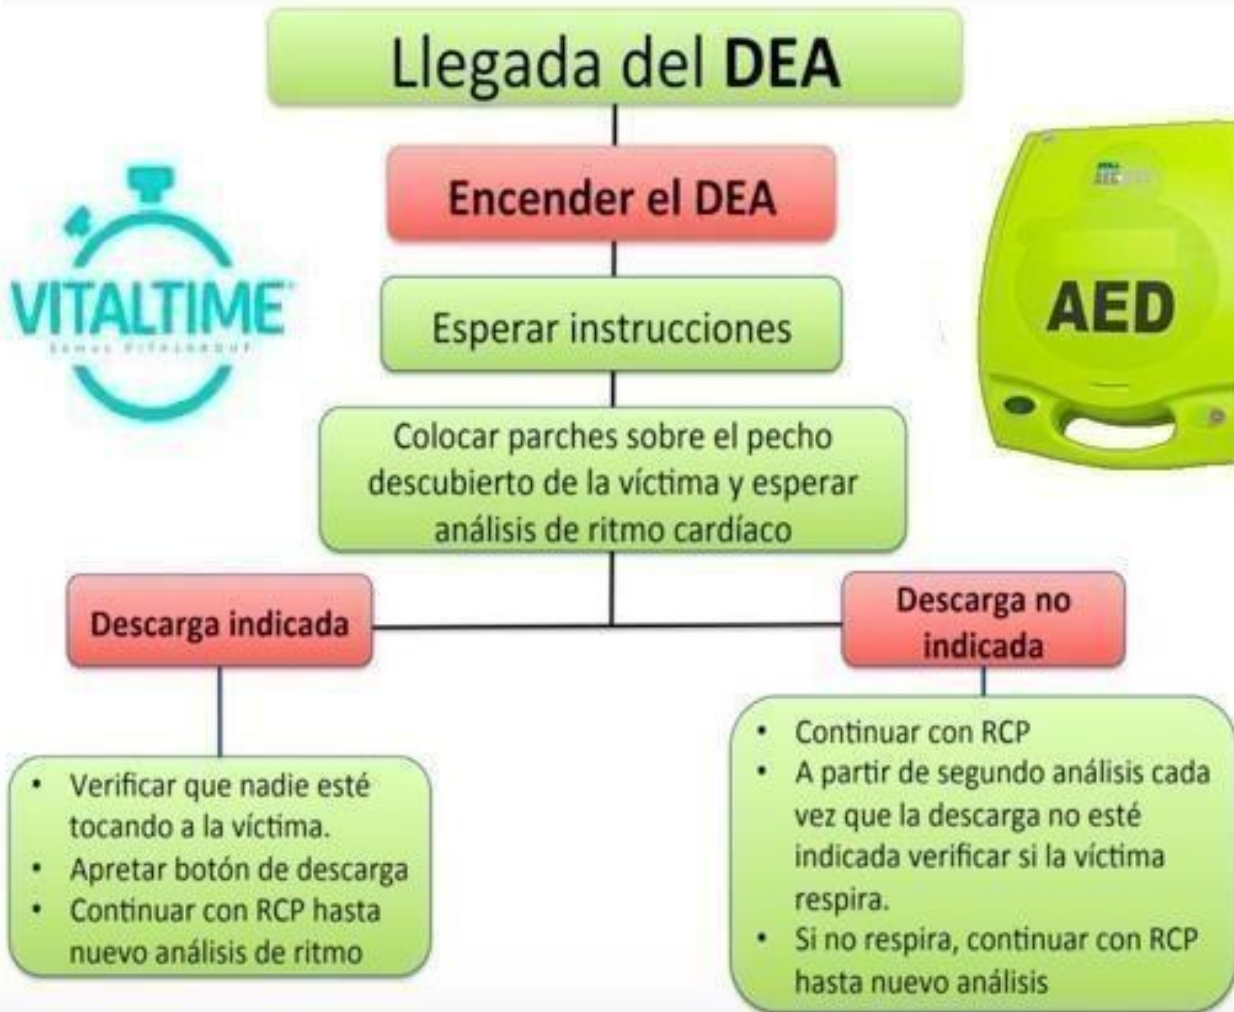 Llegada del DEA
Encender el DEA
VITALTIME
Esperar instrucciones
AED
Colocar parches sobre el pecho
descubierto de la víctima y esperar
análisis de ritmo cardíaco
Descarga indicada
Descarga no
indicada
• Verificar que nadie esté
tocando a la víctima.
• Apretar botón de descarga
• Continuar con RCP hasta
nuevo análisis de ritmo
• Continuar con RCP
• A partir de segundo análisis cada
vez que la descarga no esté
indicada verificar si la víctima
respira.
• Si no respira, continuar con RCP
hasta nuevo análisis